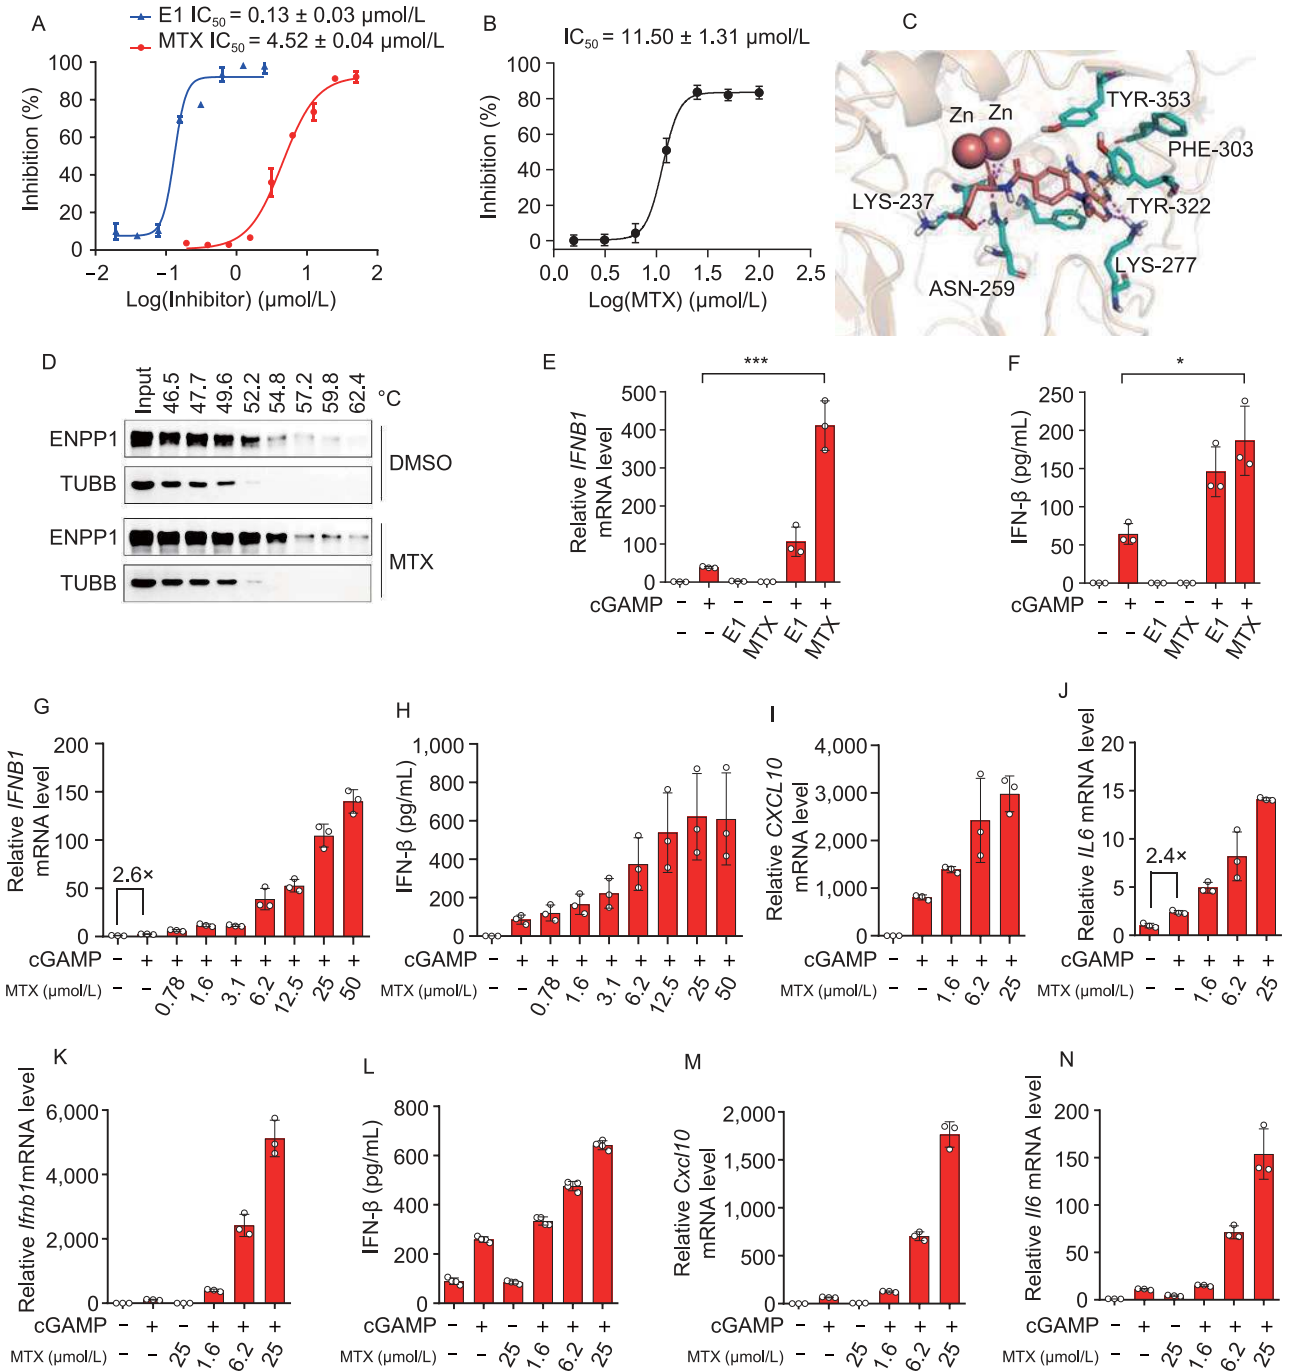 A
E1 IC50 = 0.13 ± 0.03 μmol/L
MTX IC50 = 4.52 ± 0.04 μmol/L
Inhibition (%)
100
80
60
40
20
0
−2 −1 0 1 2
Log(Inhibitor) (μmol/L)
B
IC50 = 11.50 ± 1.31 μmol/L
Inhibition (%)
100
80
60
40
20
0
0.0 0.5 1.0 1.5 2.0 2.5
Log(MTX) (μmol/L)
C
Zn Zn
TYR-353
PHE-303
LYS-237
TYR-322
LYS-277
ASN-259
D
Input 46.5 47.7 49.6 52.2 54.8 57.2 59.8 62.4 °C
ENPP1
TUBB
DMSO
ENPP1
TUBB
MTX
E
***
Relative IFNB1
mRNA level
500
400
300
200
100
0
cGAMP − + − − + +
− − E1 MTX E1 MTX
F
*
IFN-β (pg/mL)
250
200
150
100
50
0
cGAMP − + − − + +
− − E1 MTX E1 MTX
G
Relative IFNB1
mRNA level
200
150
100
50
0
2.6×
cGAMP − + + + + + + + +
MTX (μmol/L) − − 0.78 1.6 3.1 6.2 12.5 25 50
H
IFN-β (pg/mL)
1,000
800
600
400
200
0
cGAMP − + + + + + + + +
MTX (μmol/L) − − 0.78 1.6 3.1 6.2 12.5 25 50
I
Relative CXCL10
mRNA level
4,000
3,000
2,000
1,000
0
cGAMP − + + + +
MTX (μmol/L) − − 1.6 6.2 25
J
Relative IL6 mRNA level
20
15
10
5
0
2.4×
cGAMP − + + + +
MTX (μmol/L) − − 1.6 6.2 25
K
Relative Ifnb1mRNA level
6,000
4,000
2,000
0
cGAMP − + − + + +
MTX (μmol/L) − − 25 1.6 6.2 25
L
IFN-β (pg/mL)
800
600
400
200
0
cGAMP − + − + + +
MTX (μmol/L) − − 25 1.6 6.2 25
M
Relative Cxcl10
mRNA level
2,000
1,500
1,000
500
0
cGAMP − + − + + +
MTX (μmol/L) − − 25 1.6 6.2 25
N
Relative Il6 mRNA level
200
150
100
50
0
cGAMP − + − + + +
MTX (μmol/L) − − 25 1.6 6.2 25